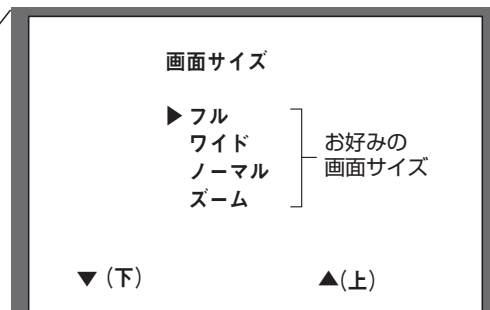 画面サイズ
▶ フル
ワイド
ノーマル
ズーム
お好みの
画面サイズ
▼ (下)
▲(上)